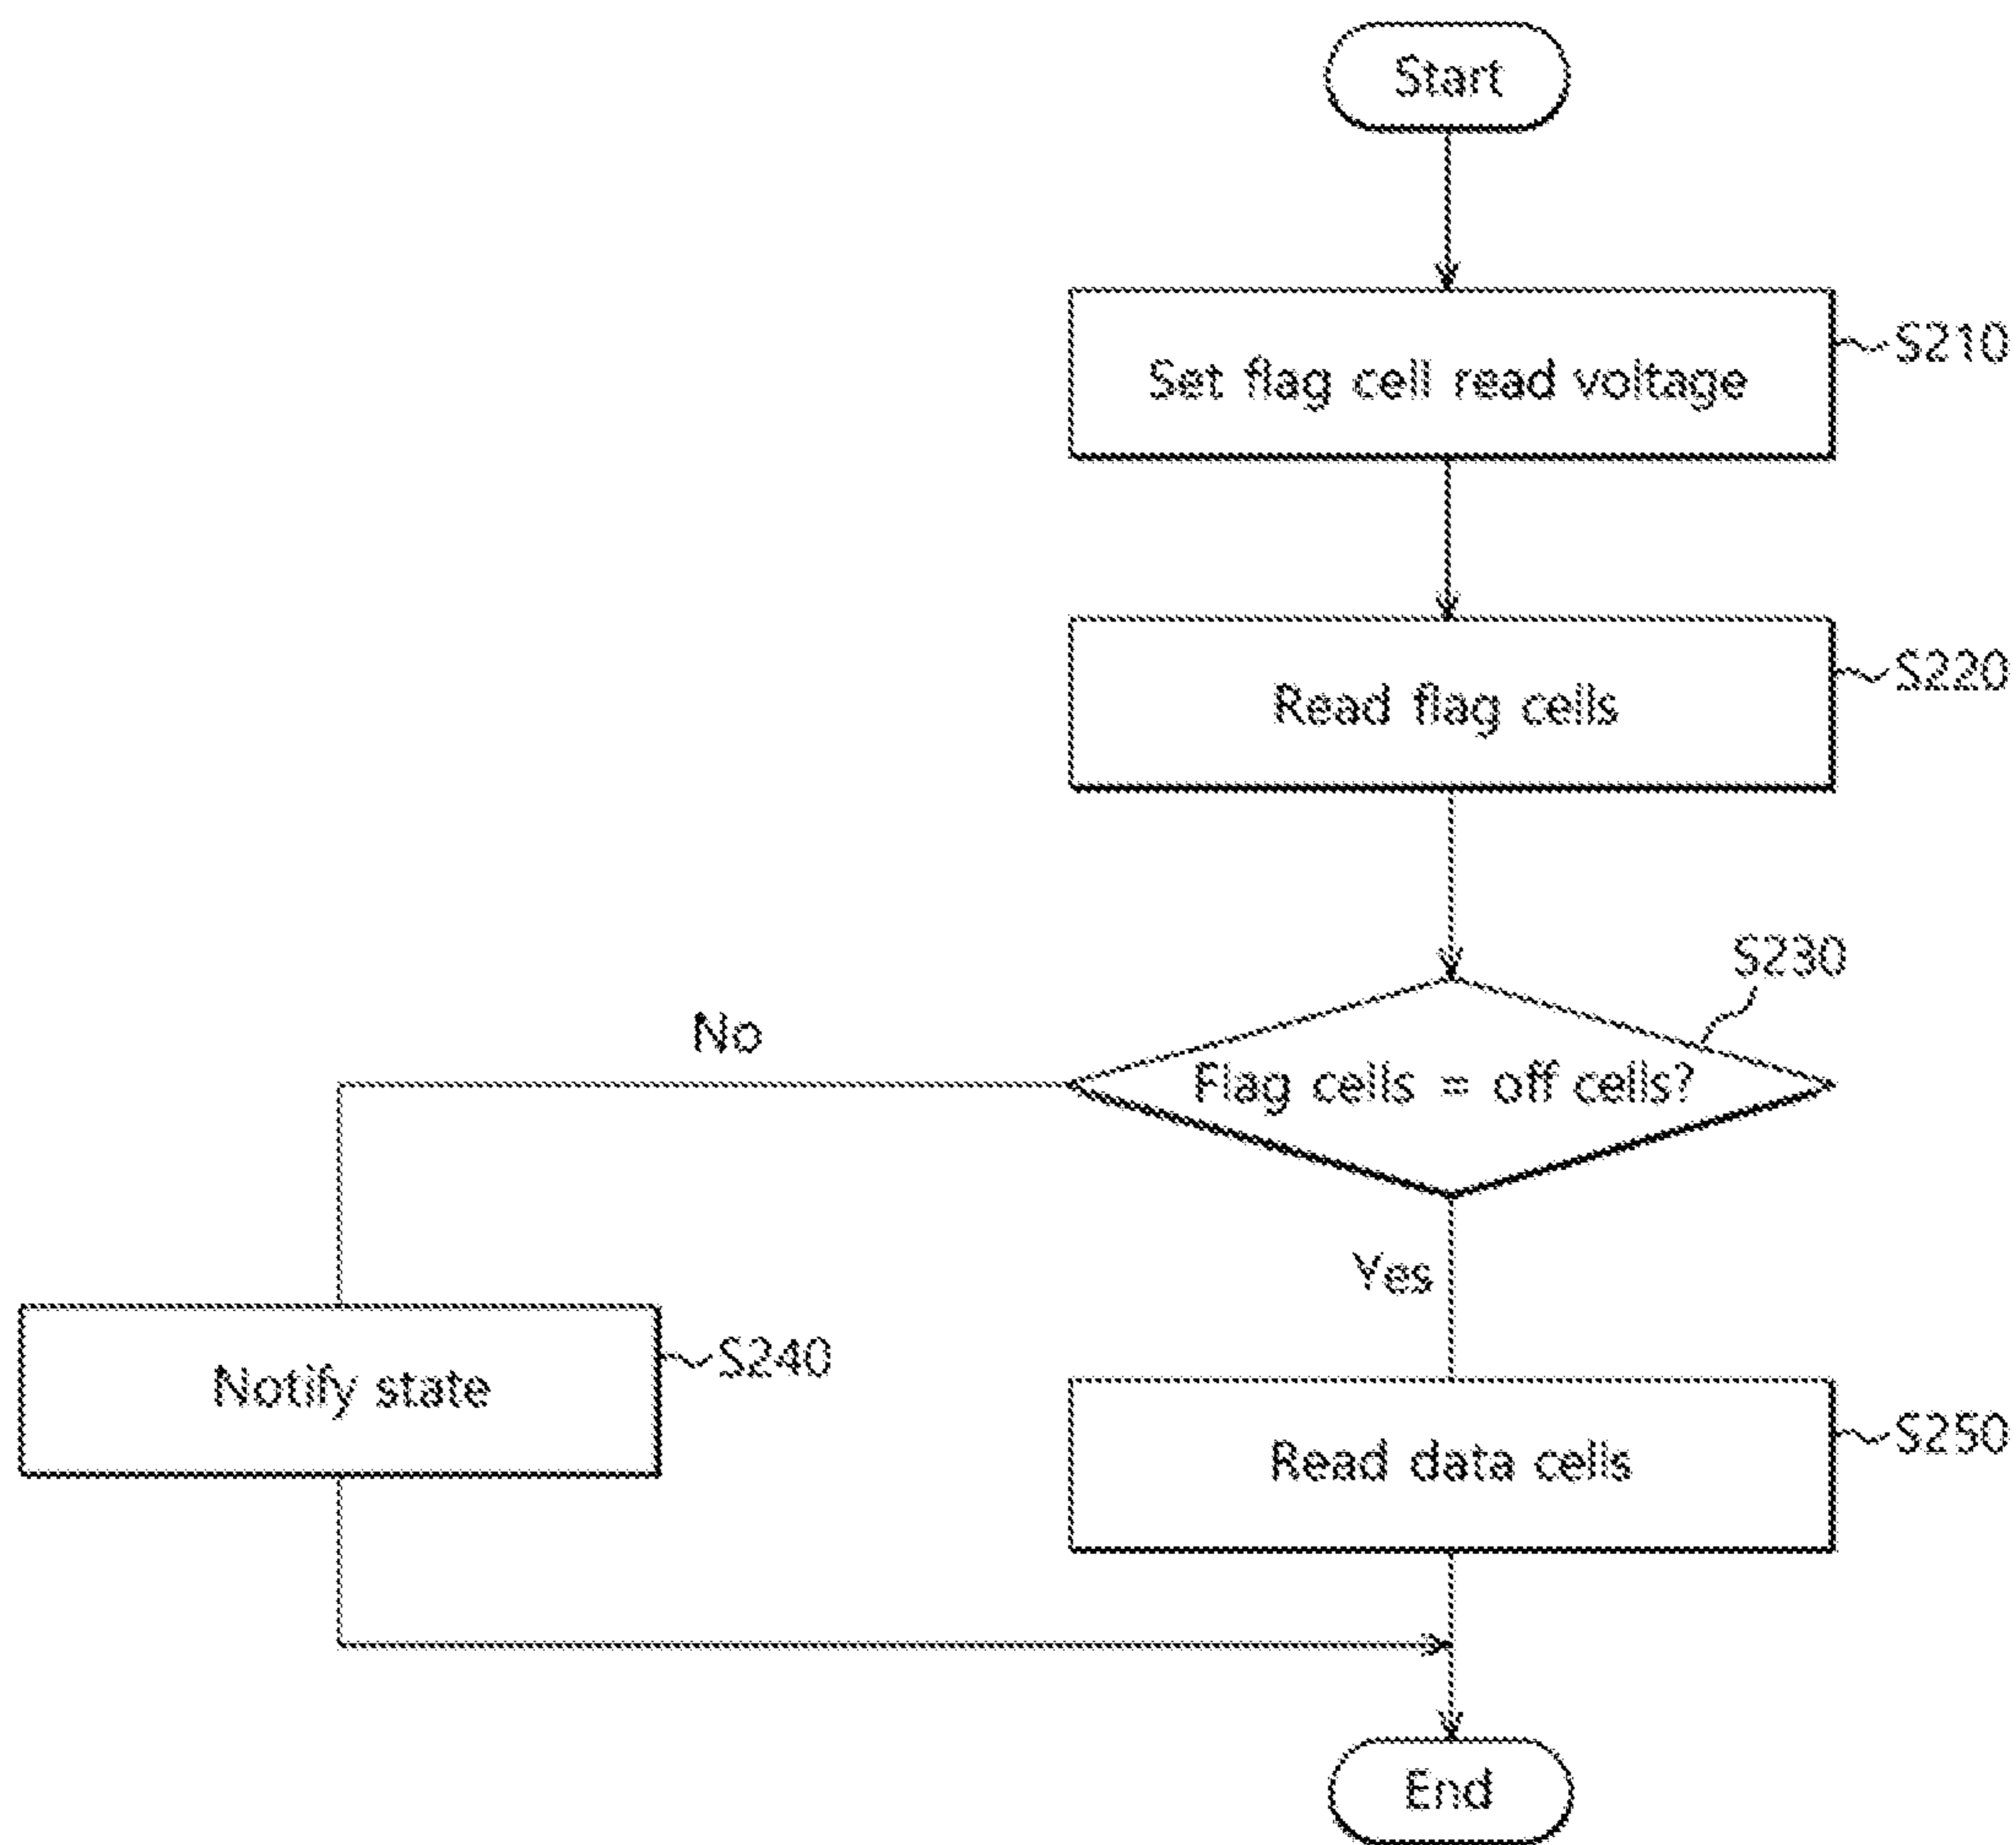 Start
Set flag cell read voltage
S210
Read flag cells
S220
S230
Flag cells = off cells?
No
Yes
Notify state
S240
Read data cells
S250
End